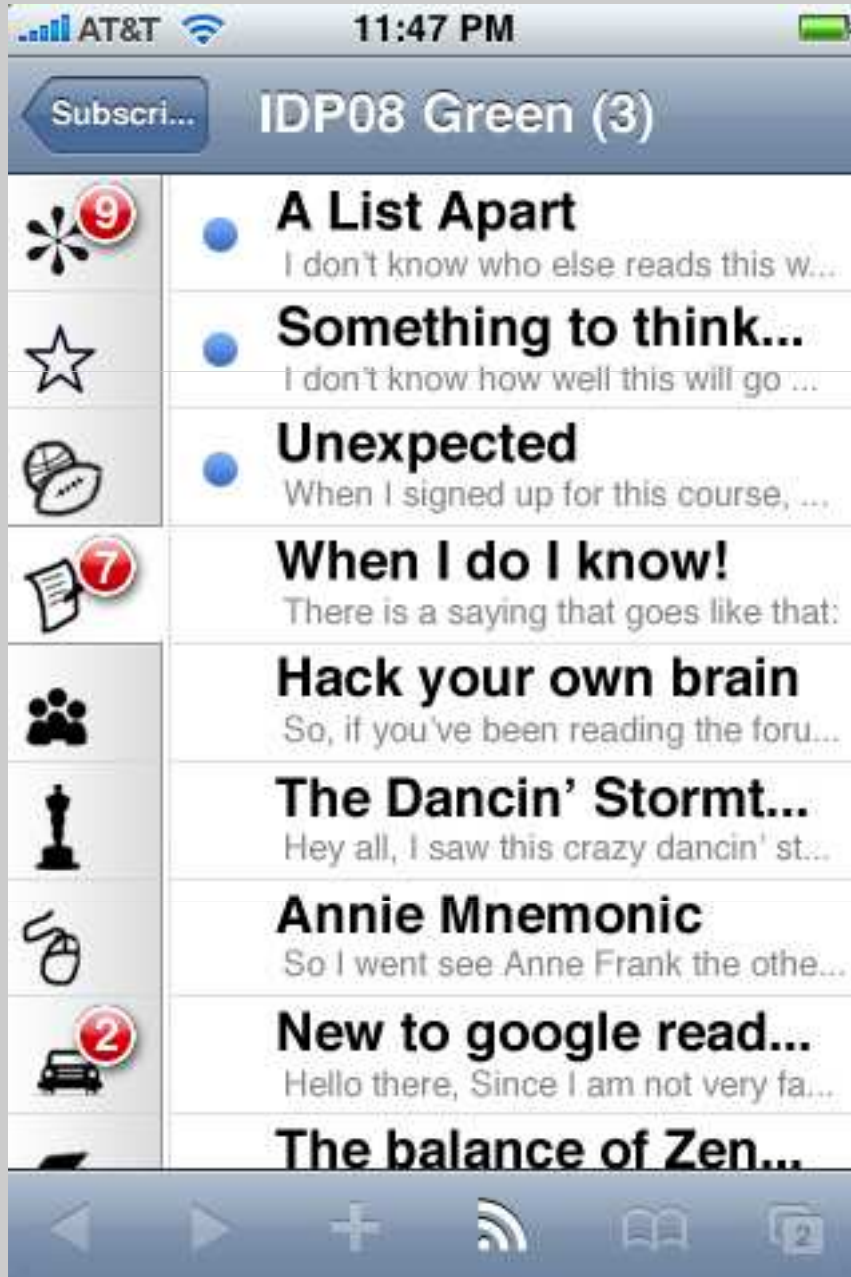 AT&T 11:47 PM
Subscri... IDP08 Green (3)
9
A List Apart
I don't know who else reads this w...
Something to think...
I don't know how well this will go ...
Unexpected
When I signed up for this course, ...
7
When I do I know!
There is a saying that goes like that:
Hack your own brain
So, if you've been reading the foru...
The Dancin' Stormt...
Hey all, I saw this crazy dancin' st...
Annie Mnemonic
So I went see Anne Frank the othe...
2
New to google read...
Hello there, Since I am not very fa...
The balance of Zen...
2